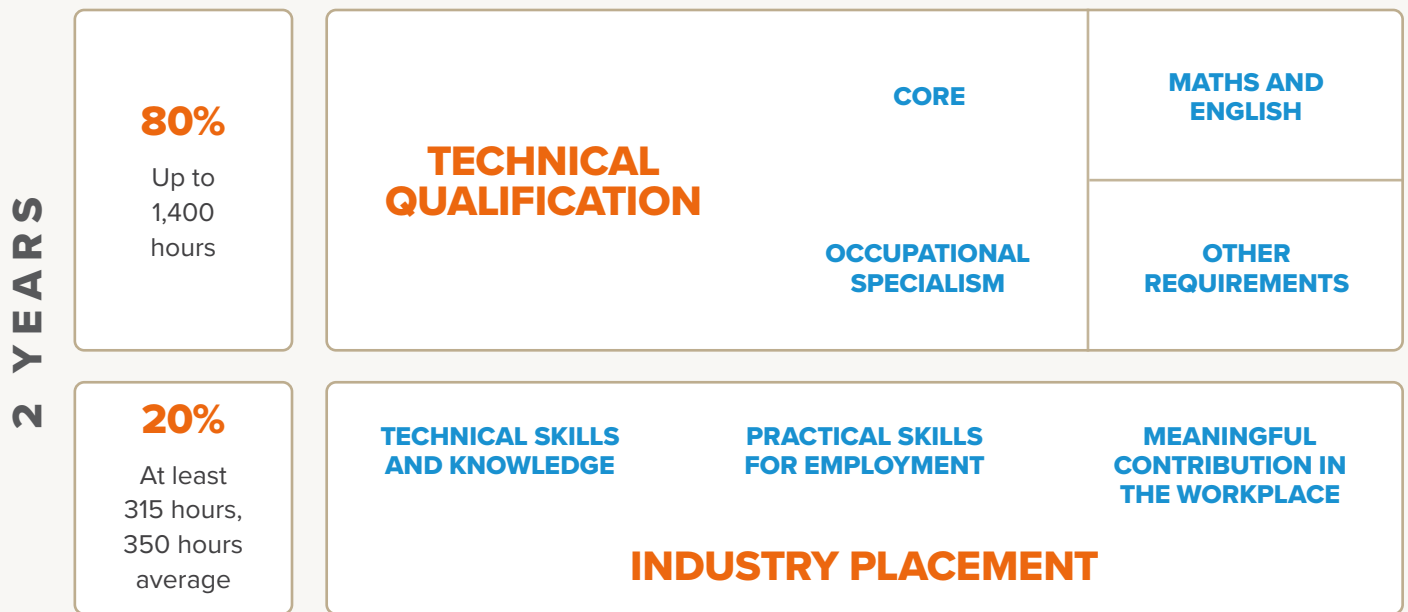 2 YEARS
80%
Up to
1,400
hours
TECHNICAL
QUALIFICATION
CORE
OCCUPATIONAL
SPECIALISM
MATHS AND
ENGLISH
OTHER
REQUIREMENTS
20%
At least
315 hours,
350 hours
average
TECHNICAL SKILLS
AND KNOWLEDGE
PRACTICAL SKILLS
FOR EMPLOYMENT
MEANINGFUL
CONTRIBUTION IN
THE WORKPLACE
INDUSTRY PLACEMENT